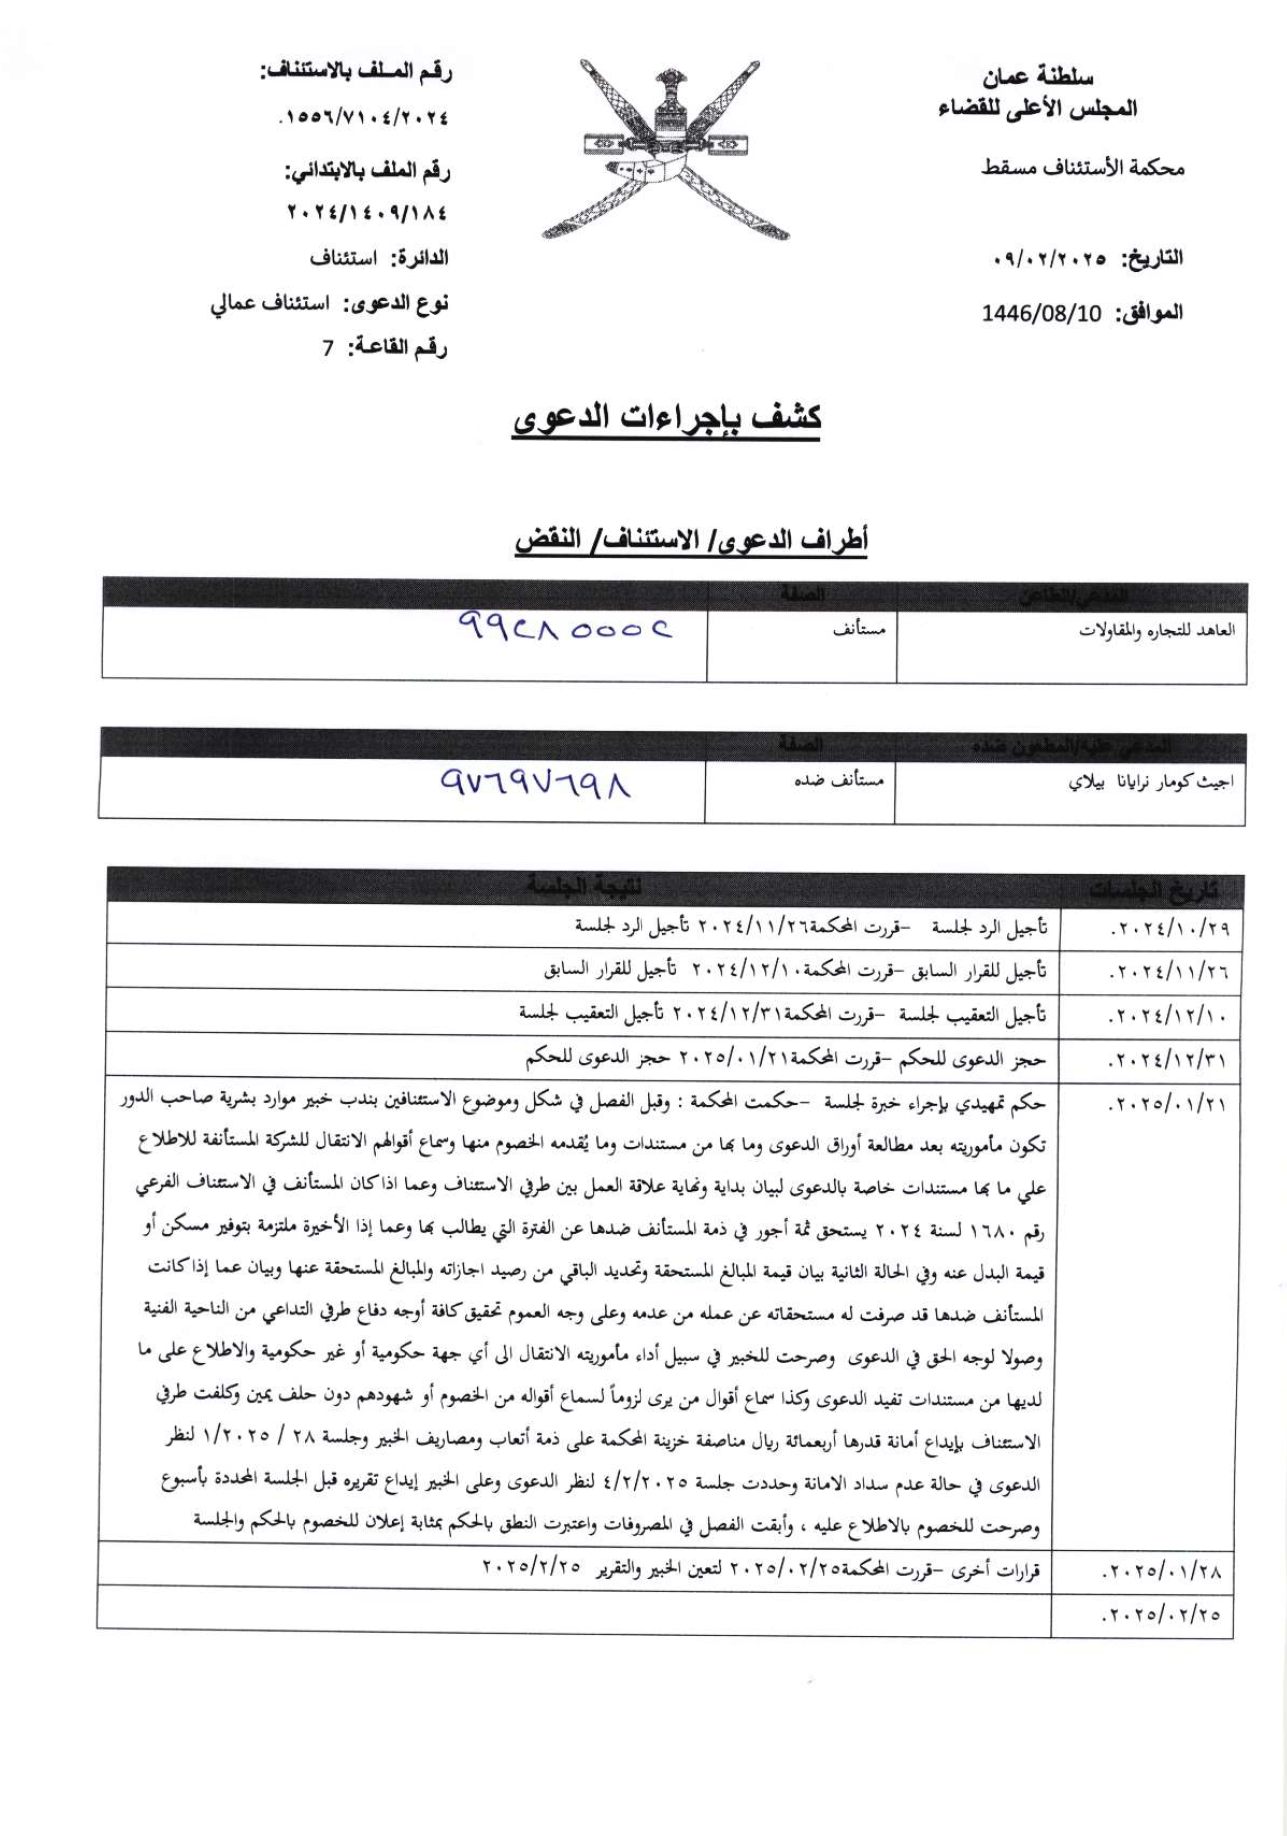 سلطنة عمان
المجلس الأعلى للقضاء
محكمة الأستئناف مسقط
التاريخ: ٠٩/٠٢/٢٠٢٥
الموافق: 1446/08/10
رقم الملف بالاستئناف:
٢٠٢٤/٧١٠٤/١٥٥٦.
رقم الملف بالابتدائي:
٢٠٢٤/١٤٠٩/١٨٤
الدائرة: استئناف
نوع الدعوى: استئناف عمالي
رقم القاعة: 7
كشف بإجراءات الدعوى
أطراف الدعوى/ الاستئناف/ النقض
المدعي/الطاعن الصفة
العاهد للتجاره والمقاولات مستأنف ٩٩٢٨٥٥٥٢
المدعي عليه/المطعون ضده الصفة
اجيث كومار نرايانا بيلاي مستأنف ضده ٩٧٦٩٧٦٩٨
تاريخ الجلسات نتيجة الجلسة
٢٠٢٤/١٠/٢٩. تأجيل الرد لجلسة -قررت المحكمة٢٠٢٤/١١/٢٦ تأجيل الرد لجلسة
٢٠٢٤/١١/٢٦. تأجيل للقرار السابق -قررت المحكمة٢٠٢٤/١٢/١٠ تأجيل للقرار السابق
٢٠٢٤/١٢/١٠. تأجيل التعقيب لجلسة -قررت المحكمة٢٠٢٤/١٢/٣١ تأجيل التعقيب لجلسة
٢٠٢٤/١٢/٣١. حجز الدعوى للحكم -قررت المحكمة٢٠٢٥/٠١/٢١ حجز الدعوى للحكم
٢٠٢٥/٠١/٢١. حكم تمهيدي بإجراء خبرة لجلسة -حكمت المحكمة : وقبل الفصل في شكل وموضوع الاستئنافين بندب خبير موارد بشرية صاحب الدور
تكون مأموريته بعد مطالعة أوراق الدعوى وما بها من مستندات وما يُقدمه الخصوم منها وسماع أقوالهم الانتقال للشركة المستأنفة للاطلاع
علي ما بها مستندات خاصة بالدعوى لبيان بداية ونهاية علاقة العمل بين طرفي الاستئناف وعما اذا كان المستأنف في الاستئناف الفرعي
رقم ١٦٨٠ لسنة ٢٠٢٤ يستحق ثمة أجور في ذمة المستأنف ضدها عن الفترة التي يطالب بها وعما إذا الأخيرة ملتزمة بتوفير مسكن أو
قيمة البدل عنه وفي الحالة الثانية بيان قيمة المبالغ المستحقة وتحديد الباقي من رصيد اجازاته والمبالغ المستحقة عنها وبيان عما إذا كانت
المستأنف ضدها قد صرفت له مستحقاته عن عمله من عدمه وعلى وجه العموم تحقيق كافة أوجه دفاع طرفي التداعي من الناحية الفنية
وصولا لوجه الحق في الدعوى وصرحت للخبير في سبيل أداء مأموريته الانتقال الى أي جهة حكومية أو غير حكومية والاطلاع على ما
لديها من مستندات تفيد الدعوى وكذا سماع أقوال من يرى لزوماً لسماع أقواله من الخصوم أو شهودهم دون حلف يمين وكلفت طرفي
الاستئناف بإيداع أمانة قدرها أربعمائة ريال مناصفة خزينة المحكمة على ذمة أتعاب ومصاريف الخبير وجلسة ٢٨ / ١/٢٠٢٥ لنظر
الدعوى في حالة عدم سداد الامانة وحددت جلسة ٤/٢/٢٠٢٥ لنظر الدعوى وعلى الخبير إيداع تقريره قبل الجلسة المحددة بأسبوع
وصرحت للخصوم بالاطلاع عليه ، وأبقت الفصل في المصروفات واعتبرت النطق بالحكم بمثابة إعلان للخصوم بالحكم والجلسة
٢٠٢٥/٠١/٢٨. قرارات أخرى -قررت المحكمة٢٠٢٥/٠٢/٢٥ لتعين الخبير والتقرير ٢٠٢٥/٢/٢٥
٢٠٢٥/٠٢/٢٥.